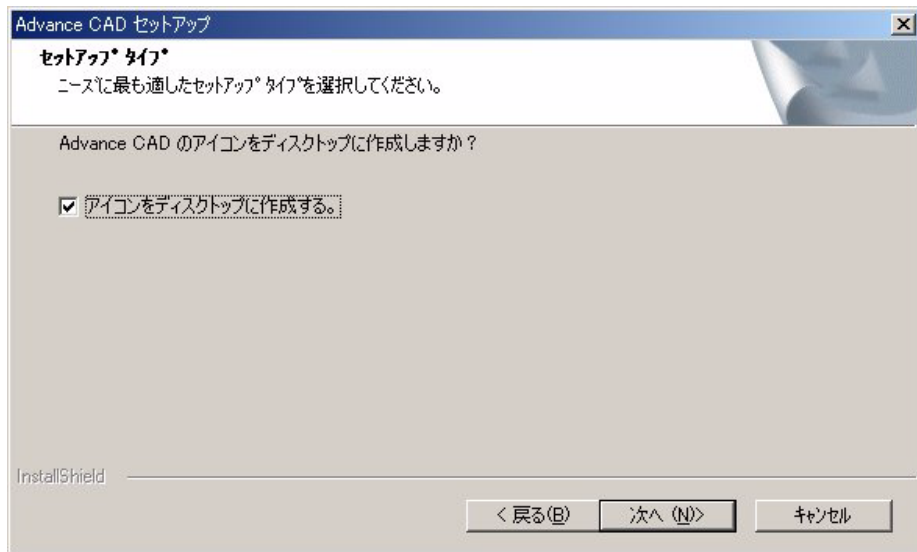 Advance CAD セットアップ
セットアップ タイプ
ニーズに最も適したセットアップ タイプを選択してください。
Advance CAD のアイコンをディスクトップに作成しますか？
アイコンをディスクトップに作成する。
InstallShield
< 戻る(B) 次へ (N)> キャンセル